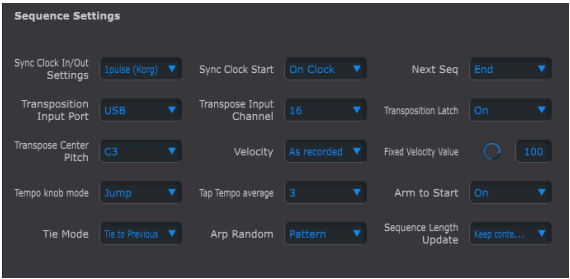 Sequence Settings
Sync Clock In/Out
Settings
1pulse (Korg)
Sync Clock Start
On Clock
Next Seq
End
Transposition
Input Port
USB
Transpose Input
Channel
16
Transposition Latch
On
Transpose Center
Pitch
C3
Velocity
As recorded
Fixed Velocity Value
100
Tempo knob mode
Jump
Tap Tempo average
3
Arm to Start
On
Tie Mode
Tie to Previous
Arp Random
Pattern
Sequence Length
Update
Keep conte...